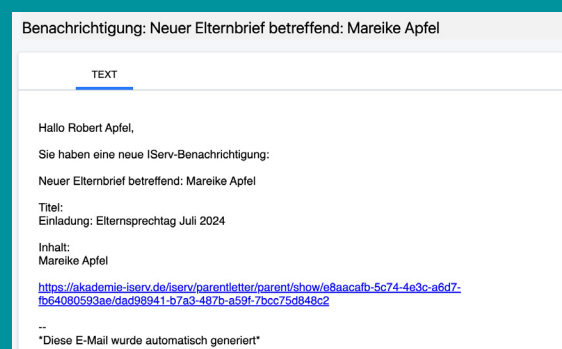 Benachrichtigung: Neuer Elternbrief betreffend: Mareike Apfel
TEXT
Hallo Robert Apfel,
Sie haben eine neue IServ-Benachrichtigung:
Neuer Elternbrief betreffend: Mareike Apfel
Titel:
Einladung: Elternsprechtag Juli 2024
Inhalt:
Mareike Apfel
https://akademie-iserv.de/iserv/parentletter/parent/show/e8aacafb-5c74-4e3c-a6d7-
fb64080593ae/dad98941-b7a3-487b-a59f-7bcc75d848c2
--
*Diese E-Mail wurde automatisch generiert*